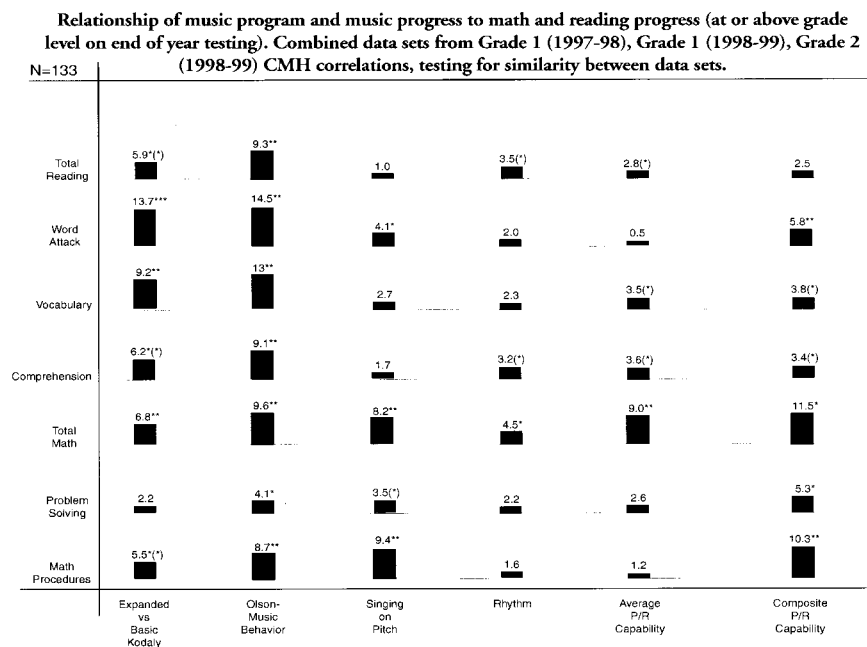 Relationship of music program and music progress to math and reading progress (at or above grade
level on end of year testing). Combined data sets from Grade 1 (1997-98), Grade 1 (1998-99), Grade 2
(1998-99) CMH correlations, testing for similarity between data sets.
N=133
Total
Reading
5.9*(*) 9.3** 1.0 3.5(*) 2.8(*) 2.5
Word
Attack
13.7*** 14.5** 4.1* 2.0 0.5 5.8**
Vocabulary
9.2** 13** 2.7 2.3 3.5(*) 3.8(*)
Comprehension
6.2*(*) 9.1** 1.7 3.2(*) 3.6(*) 3.4(*)
Total
Math
6.8** 9.6** 8.2** 4.5* 9.0** 11.5*
Problem
Solving
2.2 4.1* 3.5(*) 2.2 2.6 5.3*
Math
Procedures
5.5*(*) 8.7** 9.4** 1.6 1.2 10.3**
Expanded
vs
Basic
Kodaly
Olson-
Music
Behavior
Singing
on
Pitch
Rhythm
Average
P/R
Capability
Composite
P/R
Capability